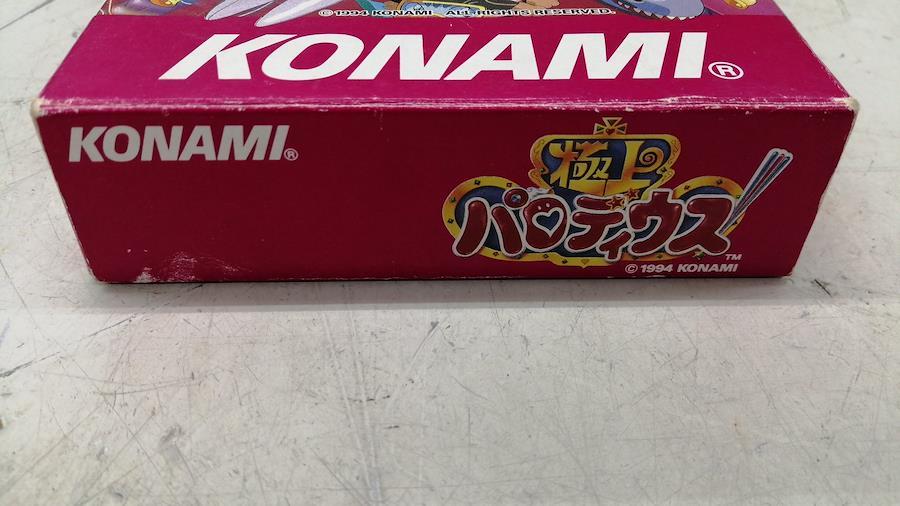 ©1994 KONAMI ALL RIGHTS RESERVED.
KONAMI®
KONAMI®
極上
パロディウス!
™
©1994 KONAMI